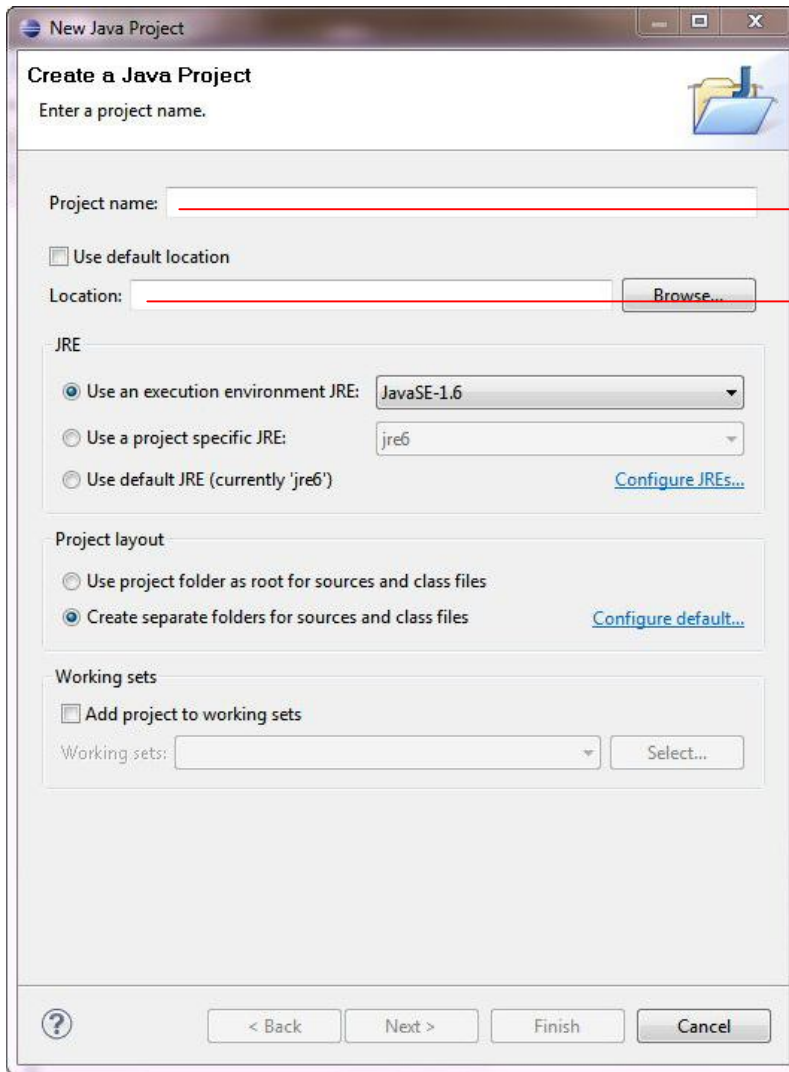 New Java Project
Create a Java Project
Enter a project name.
Project name:
Use default location
Location: Browse...
JRE
Use an execution environment JRE: JavaSE-1.6
Use a project specific JRE: jre6
Use default JRE (currently 'jre6') Configure JREs...
Project layout
Use project folder as root for sources and class files
Create separate folders for sources and class files Configure default...
Working sets
Add project to working sets
Working sets: Select...
? < Back Next > Finish Cancel